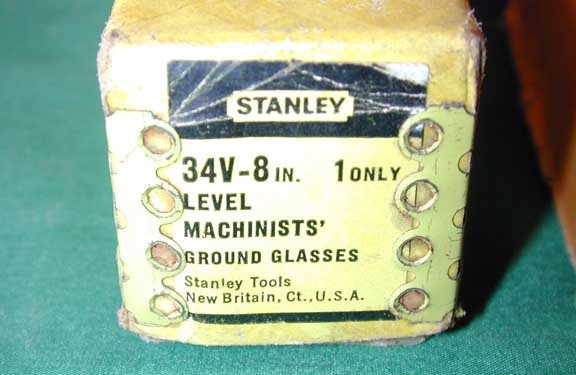 STANLEY
34V-8 IN. 1 ONLY
LEVEL
MACHINISTS'
GROUND GLASSES
Stanley Tools
New Britain, Ct., U.S.A.